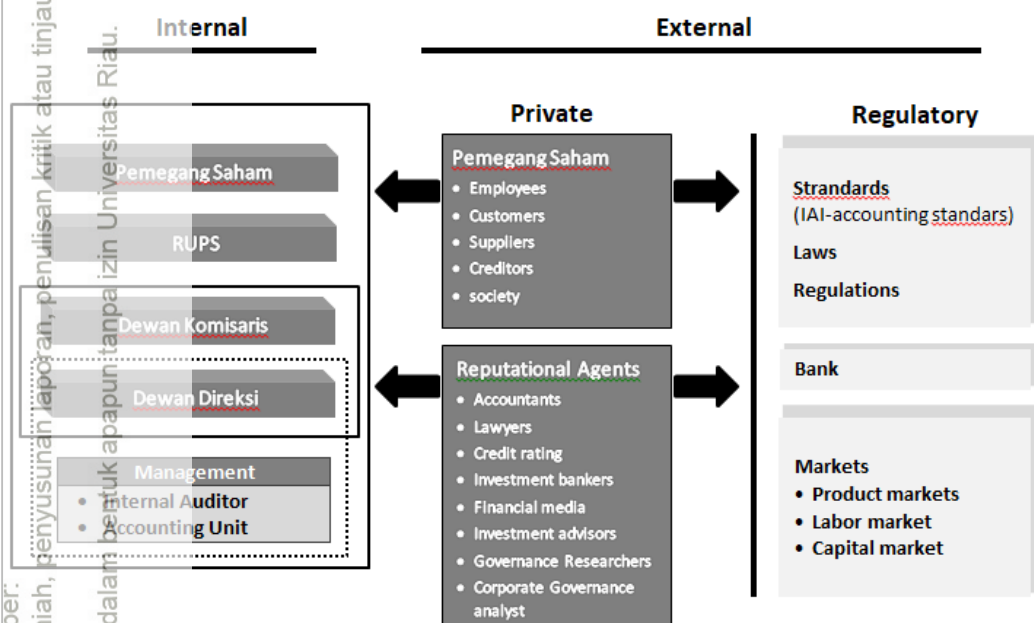 Internal
External
Private
Regulatory
Pemegang Saham
RUPS
Dewan Komisaris
Dewan Direksi
Management
• Internal Auditor
• Accounting Unit
Pemegang Saham
• Employees
• Customers
• Suppliers
• Creditors
• society
Reputational Agents
• Accountants
• Lawyers
• Credit rating
• Investment bankers
• Financial media
• Investment advisors
• Governance Researchers
• Corporate Governance
analyst
Strandards
(IAI-accounting standars)
Laws
Regulations
Bank
Markets
• Product markets
• Labor market
• Capital market
penyusunan laporan, penulisan kritik atau
dalam bentuk apapun tanpa izin Universitas Riau.